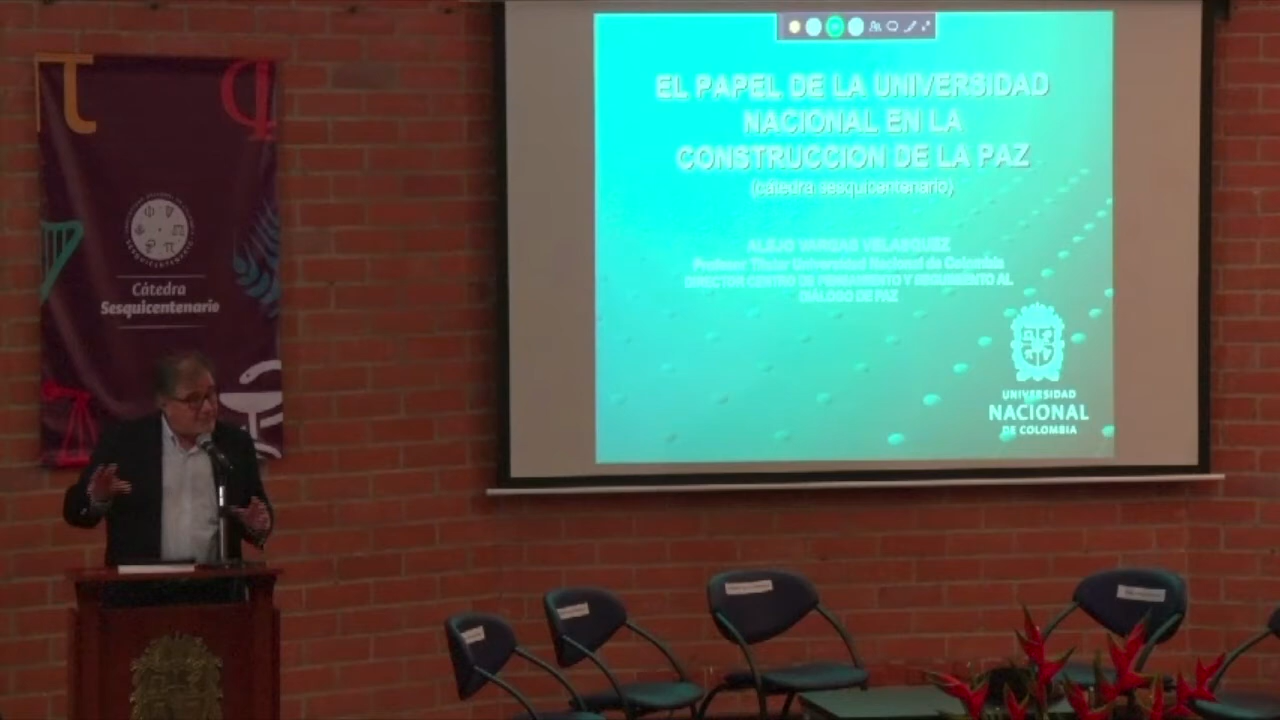 Cátedra
Sesquicentenario
EL PAPEL DE LA UNIVERSIDAD
NACIONAL EN LA
CONSTRUCCION DE LA PAZ
(cátedra sesquicentenario)
ALEJO VARGAS VELASQUEZ
Profesor Titular Universidad Nacional de Colombia
DIRECTOR CENTRO DE PENSAMIENTO Y SEGUIMIENTO AL
DIALOGO DE PAZ
UNIVERSIDAD
NACIONAL
DE COLOMBIA